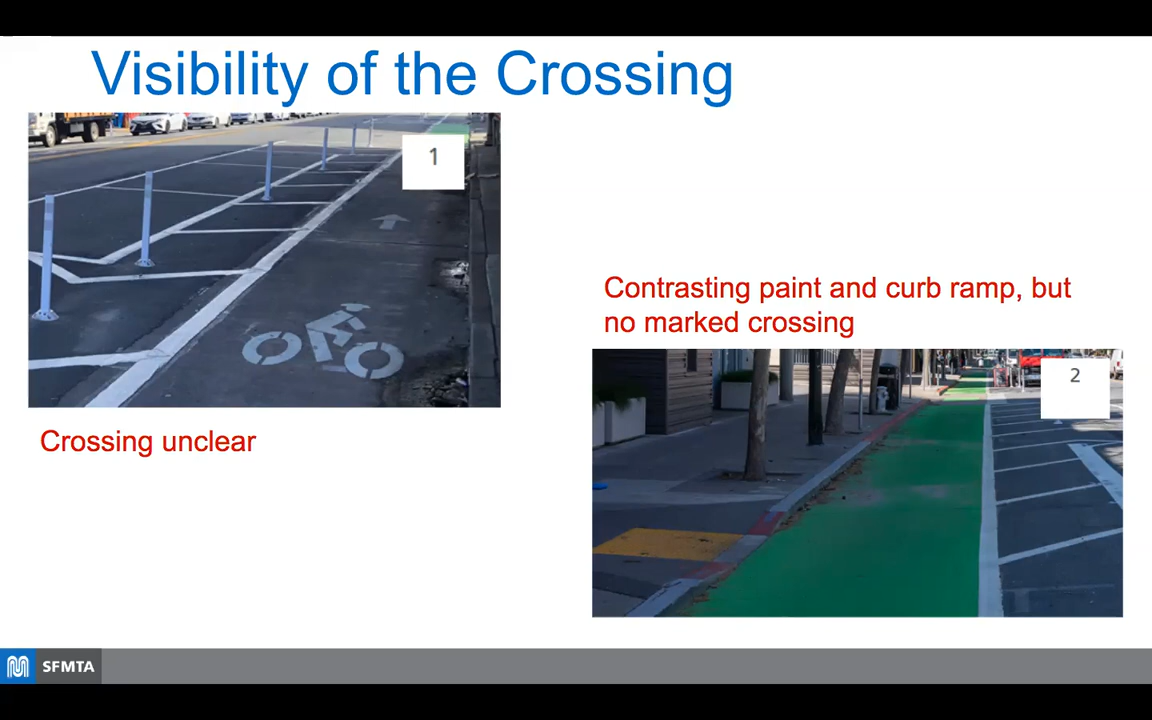 Visibility of the Crossing
1
Crossing unclear
Contrasting paint and curb ramp, but
no marked crossing
2
SFMTA